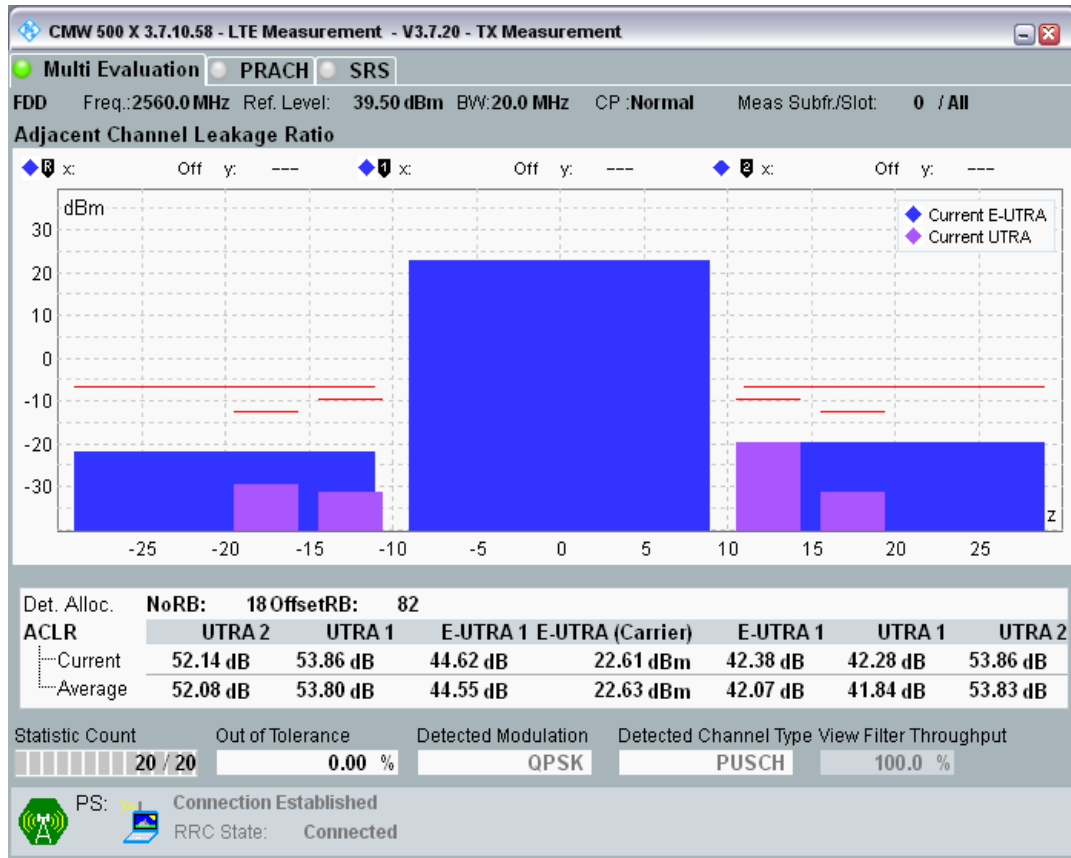 CMW 500 X 3.7.10.58 - LTE Measurement - V3.7.20 - TX Measurement
Multi Evaluation PRACH SRS
FDD Freq.:2560.0 MHz Ref. Level: 39.50 dBm BW:20.0 MHz CP :Normal Meas Subfr./Slot: 0 / All
Adjacent Channel Leakage Ratio
R x: Off y: --- 1 x: Off y: --- 2 x: Off y: ---
dBm
Current E-UTRA
Current UTRA
30
20
10
0
-10
-20
-30
z
-25 -20 -15 -10 -5 0 5 10 15 20 25
Det. Alloc. NoRB: 18 OffsetRB: 82
ACLR UTRA 2 UTRA 1 E-UTRA 1 E-UTRA (Carrier) E-UTRA 1 UTRA 1 UTRA 2
Current 52.14 dB 53.86 dB 44.62 dB 22.61 dBm 42.38 dB 42.28 dB 53.86 dB
Average 52.08 dB 53.80 dB 44.55 dB 22.63 dBm 42.07 dB 41.84 dB 53.83 dB
Statistic Count Out of Tolerance Detected Modulation Detected Channel Type View Filter Throughput
20 / 20 0.00 % QPSK PUSCH 100.0 %
PS: Connection Established
RRC State: Connected